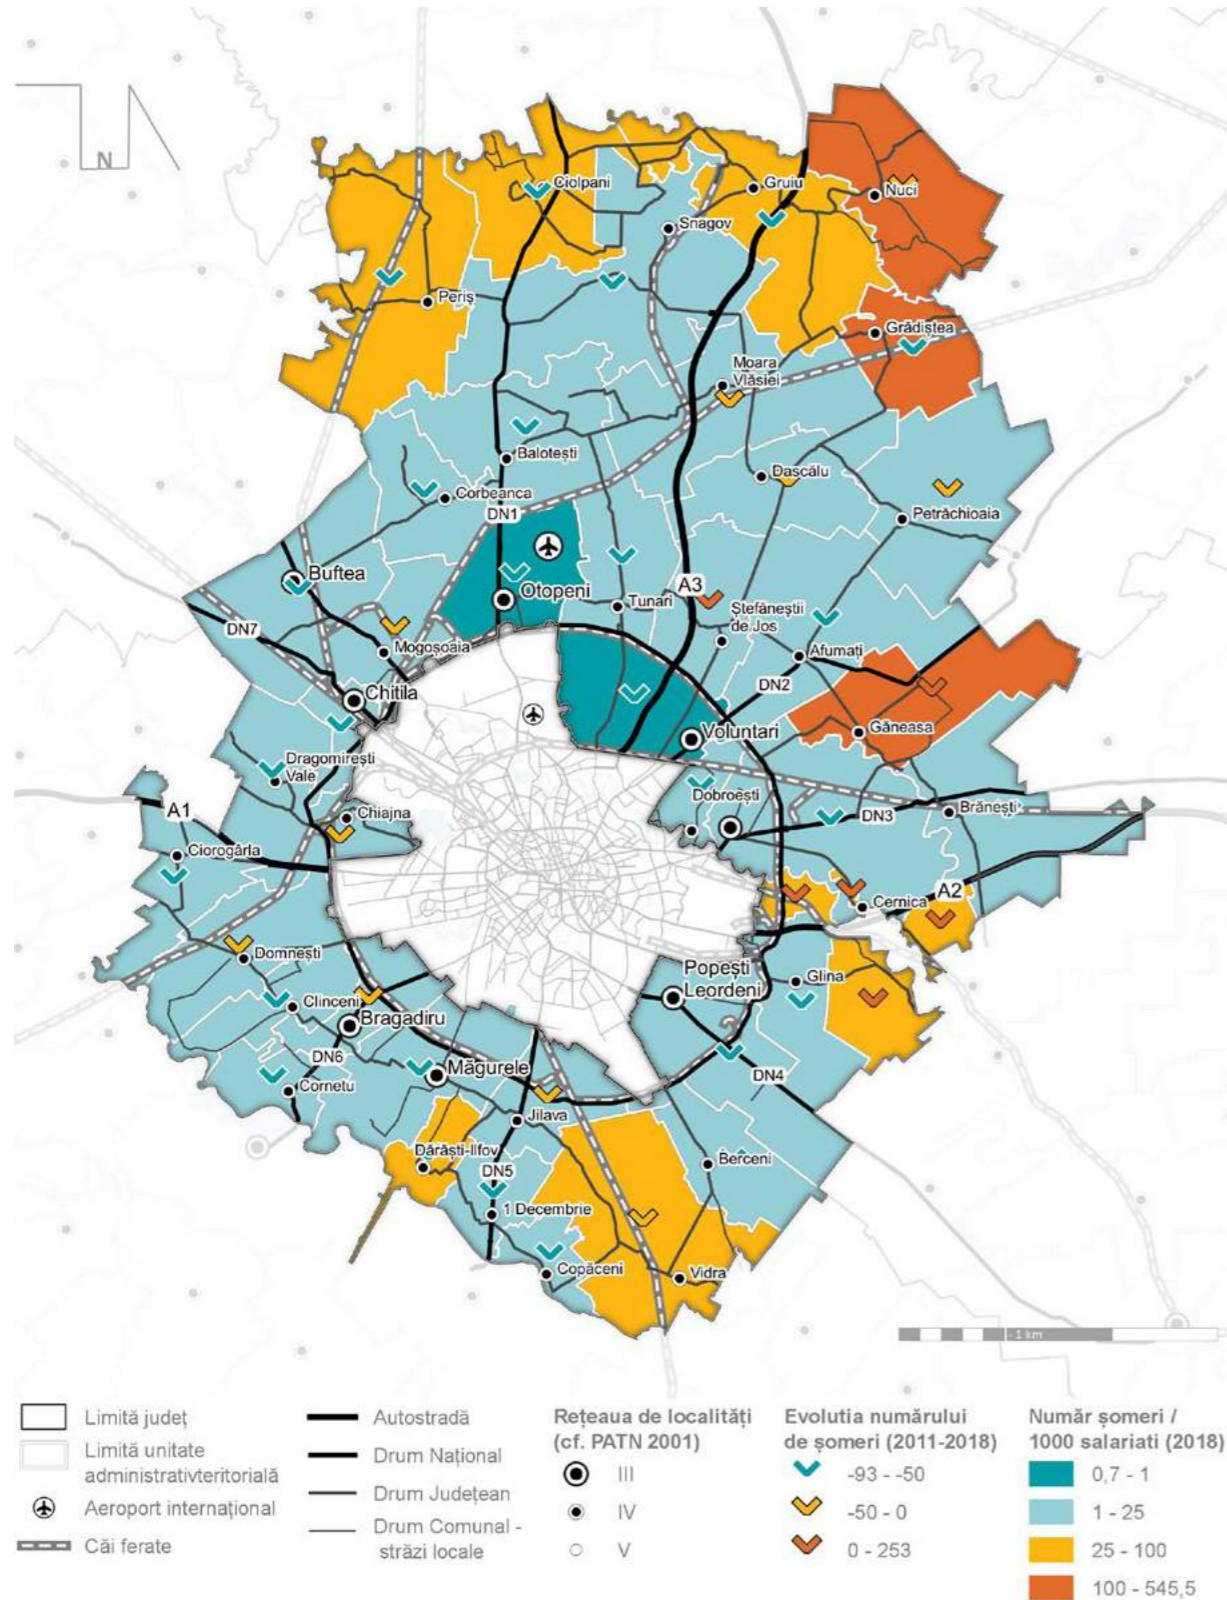 N
Ciolpani
Gruiu
Nuci
Snagov
Periș
Grădiștea
Moara
Vlăsiei
Balotești
Dascălu
Corbeanca
DN1
Petrăchioaia
Buftea
Otopeni
A3
Tunari
Ștefăneștii
de Jos
DN7
Mogoșoaia
Afumați
Chitila
DN2
Voluntari
Găneasa
Dragomirești
Vale
Dobroești
A1
Chiajna
DN3
Brănești
Ciorogârla
A2
Cernica
Domnești
Popești
Leordeni
Glina
Clinceni
Bragadiru
DN6
Măgurele
DN4
Cornetu
Jilava
Dărăști-Ilfov
DN5
Berceni
1 Decembrie
Copăceni
Vidra
1 km
Limită județ
Limită unitate
administrativteritorială
Aeroport internațional
Căi ferate
Autostradă
Drum Național
Drum Județean
Drum Comunal -
străzi locale
Rețeaua de localități
(cf. PATN 2001)
III
IV
V
Evolutia numărului
de șomeri (2011-2018)
-93 - -50
-50 - 0
0 - 253
Număr șomeri /
1000 salariati (2018)
0,7 - 1
1 - 25
25 - 100
100 - 545,5